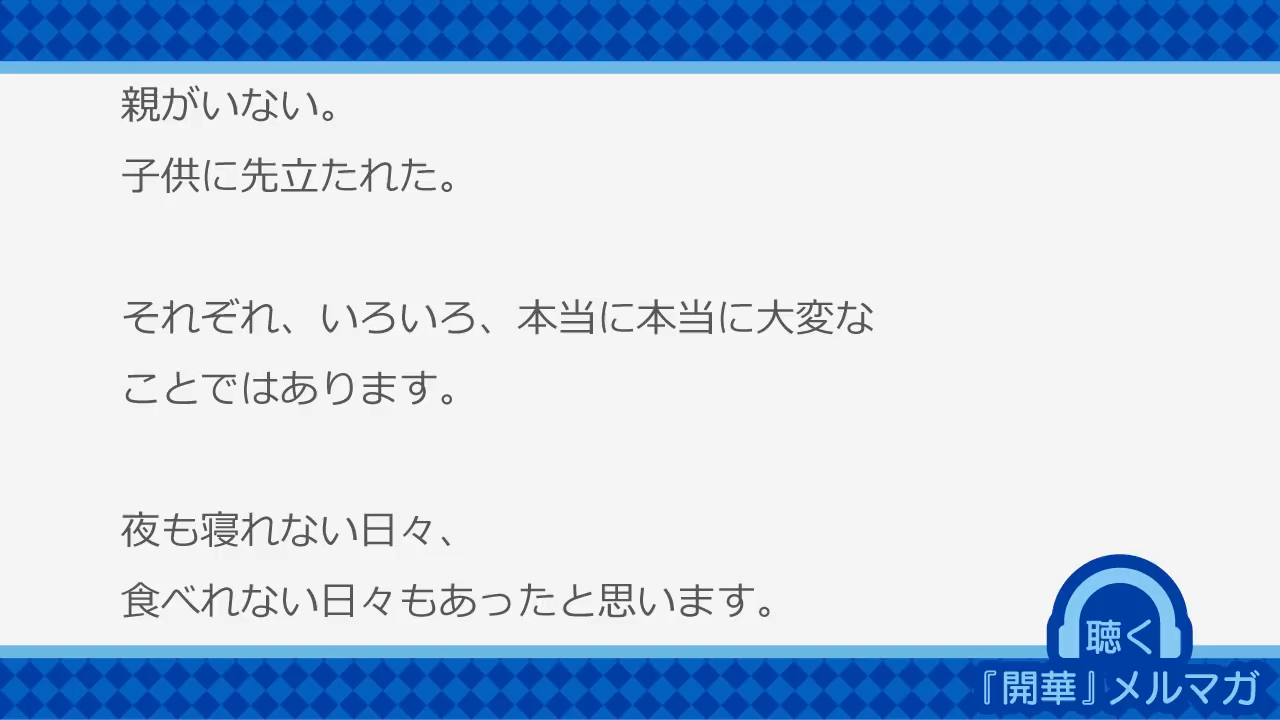 親がいない。
子供に先立たれた。
それぞれ、いろいろ、本当に本当に大変な
ことではあります。
夜も寝れない日々、
食べれない日々もあったと思います。
聴く
『開華』メルマガ